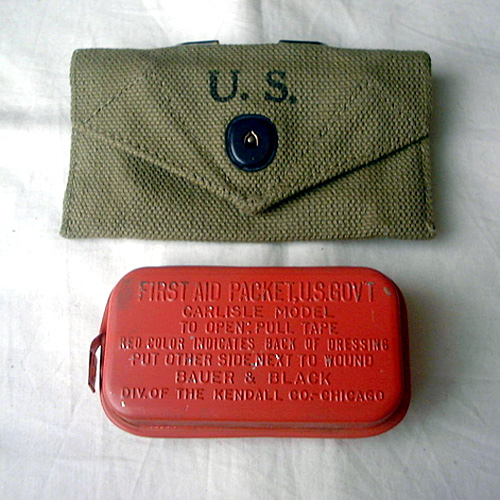 U. S.
FIRST AID PACKET, U.S. GOV'T
CARLISLE MODEL
TO OPEN: PULL TAPE
RED COLOR INDICATES BACK OF DRESSING
PUT OTHER SIDE NEXT TO WOUND
BAUER & BLACK
DIV. OF THE KENDALL CO.-CHICAGO